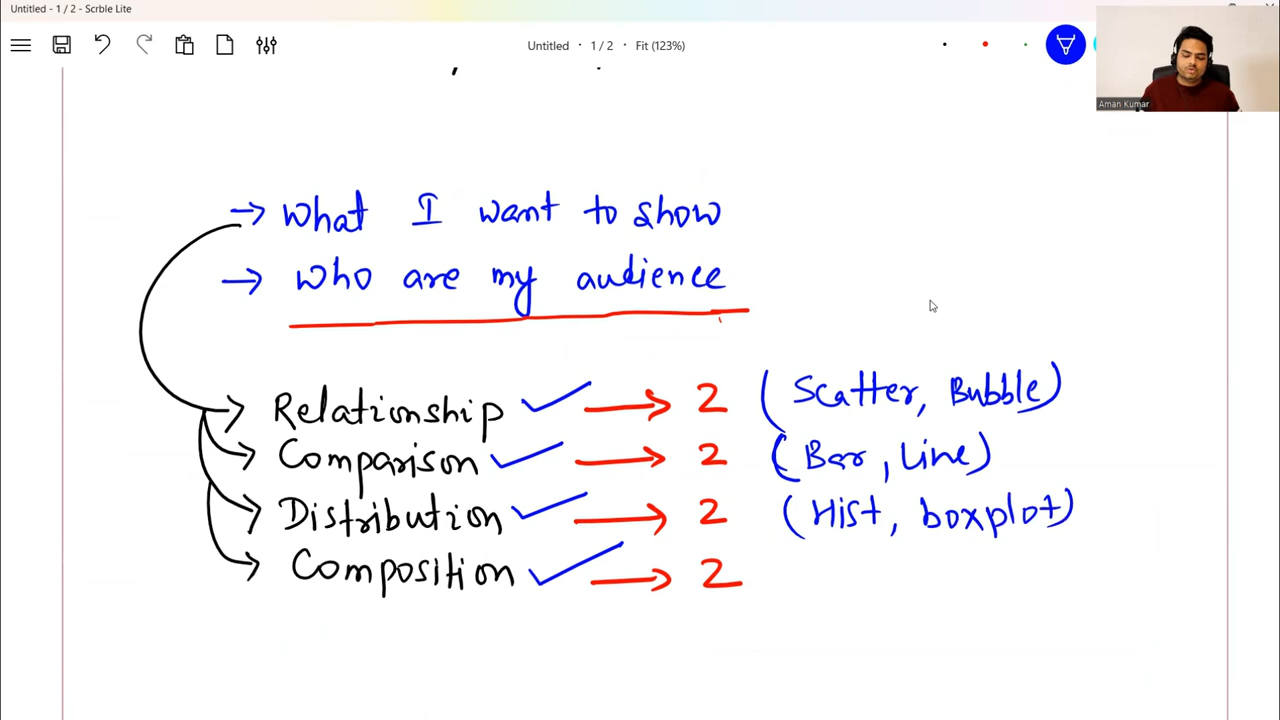 Untitled - 1 / 2 - Scrble Lite
Untitled • 1 / 2 • Fit (123%)
Aman Kumar
→ What I want to show
→ Who are my audience
→ Relationship ✓ → 2 (Scatter, Bubble)
→ Comparison ✓ → 2 (Bar, Line)
→ Distribution ✓ → 2 (Hist, boxplot)
→ Composition ✓ → 2